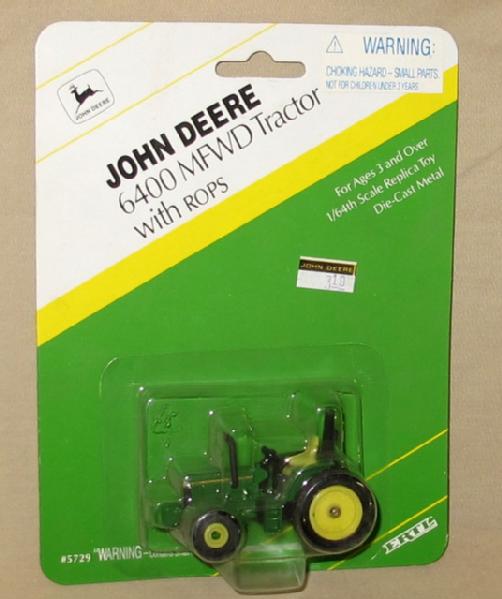 WARNING:
CHOKING HAZARD - SMALL PARTS.
NOT FOR CHILDREN UNDER 3 YEARS
JOHN DEERE
JOHN DEERE
6400 MFWD Tractor
with ROPS
For Ages 3 and Over
1/64th Scale Replica Toy
Die-Cast Metal
JOHN DEERE
#5729 "WARNING-
ERTL